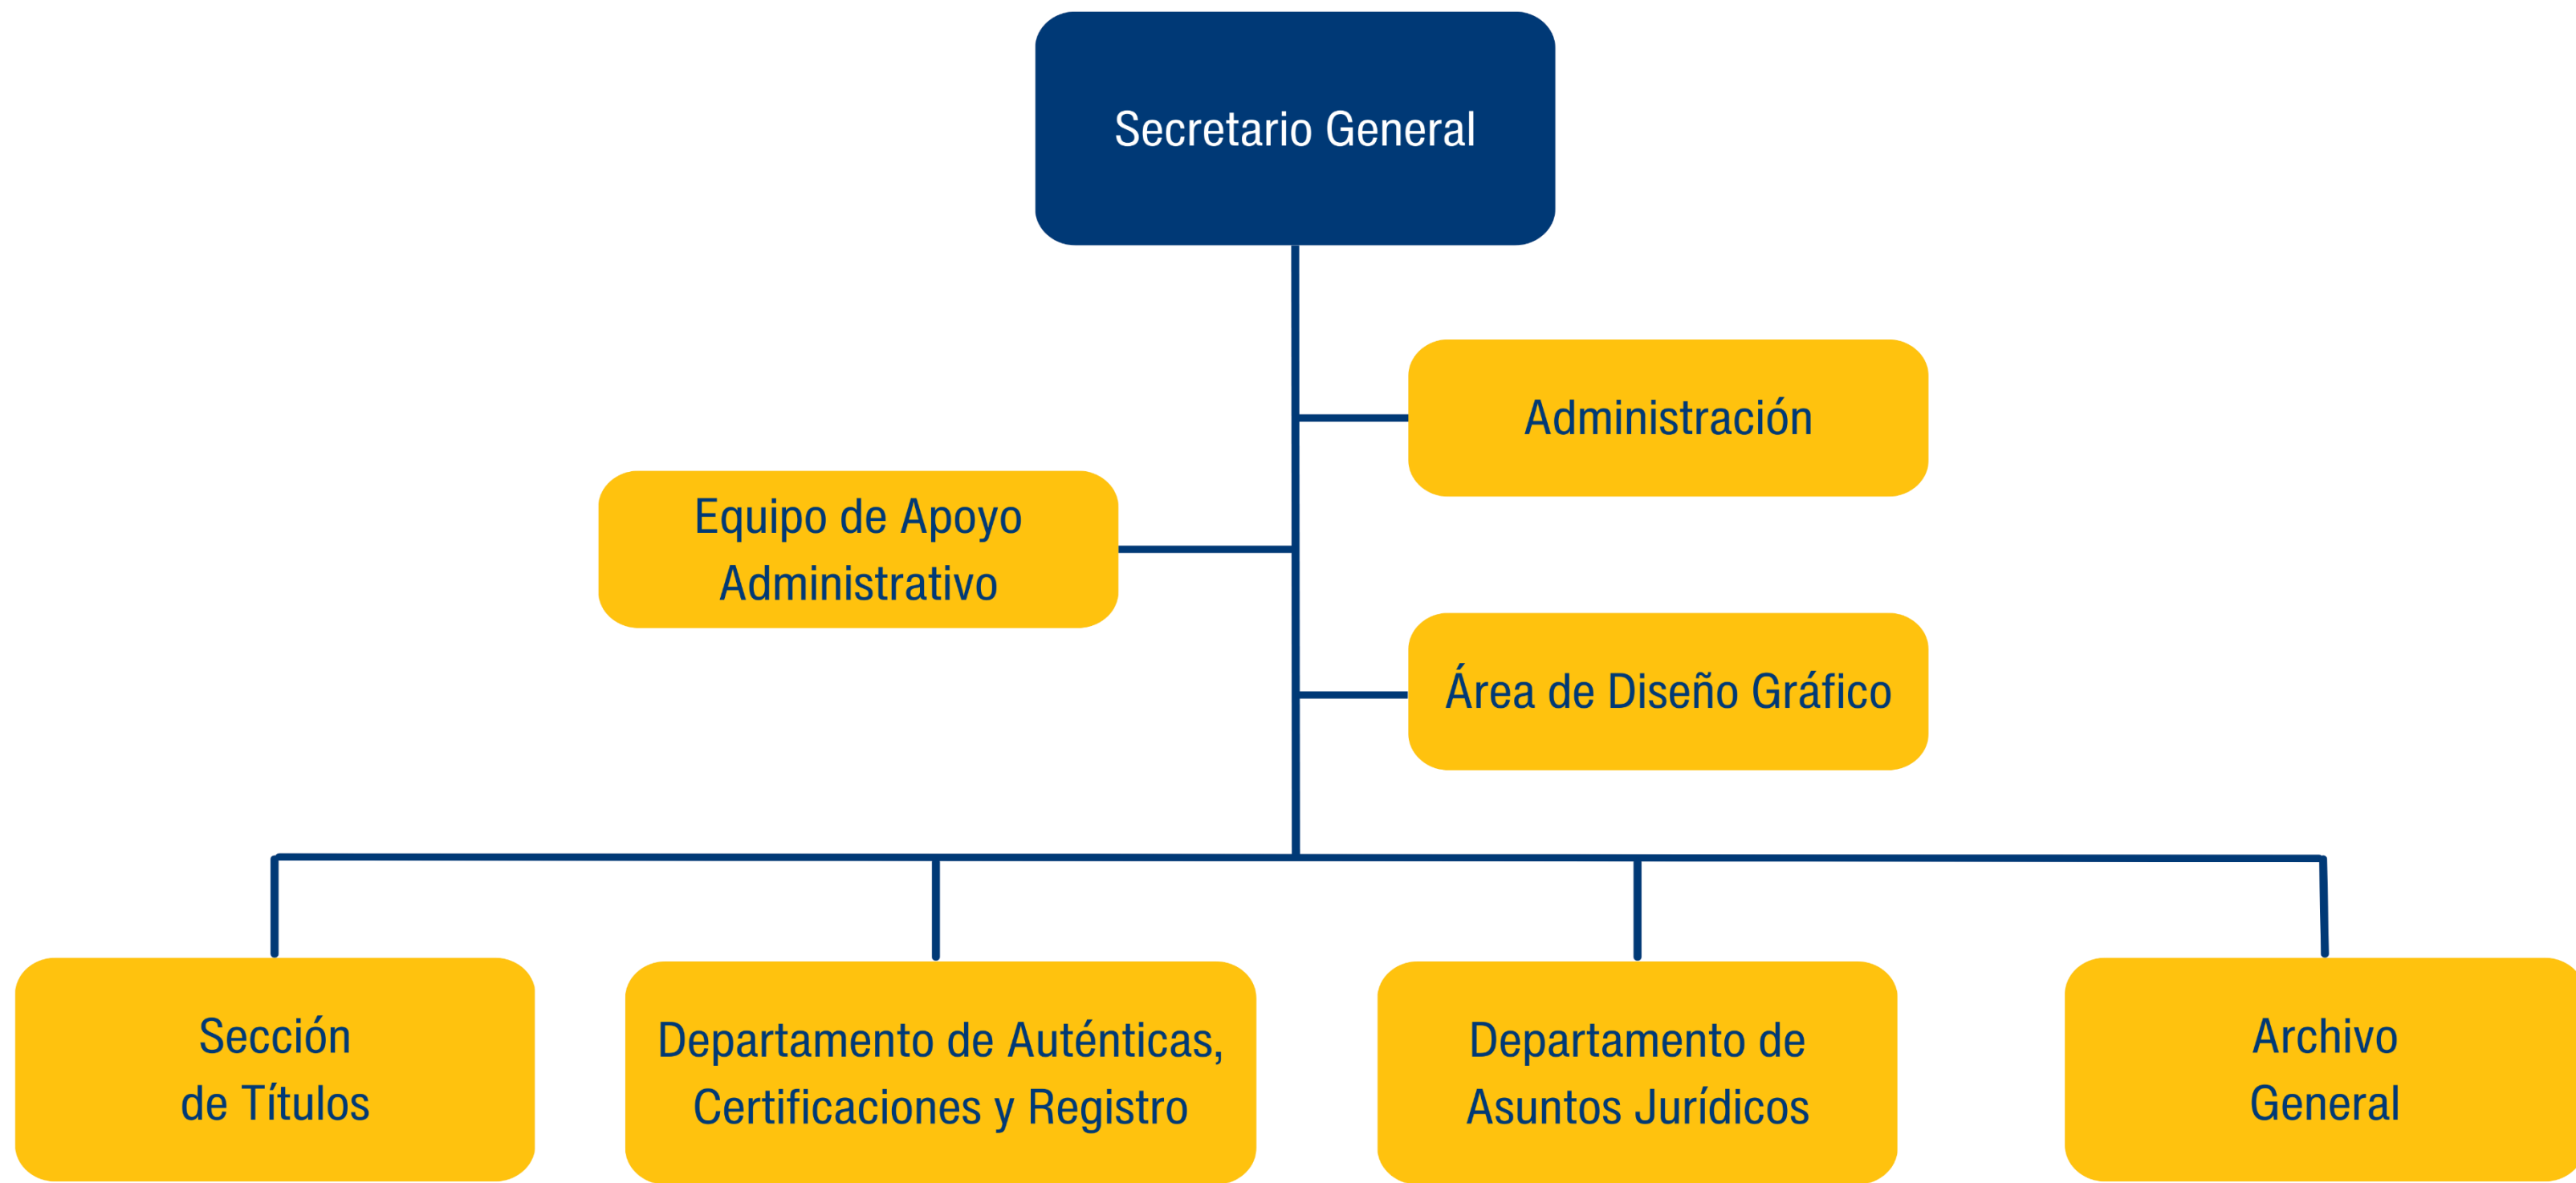 Secretario General
Administración
Equipo de Apoyo
Administrativo
Área de Diseño Gráfico
Sección
de Títulos
Departamento de Auténticas,
Certificaciones y Registro
Departamento de
Asuntos Jurídicos
Archivo
General